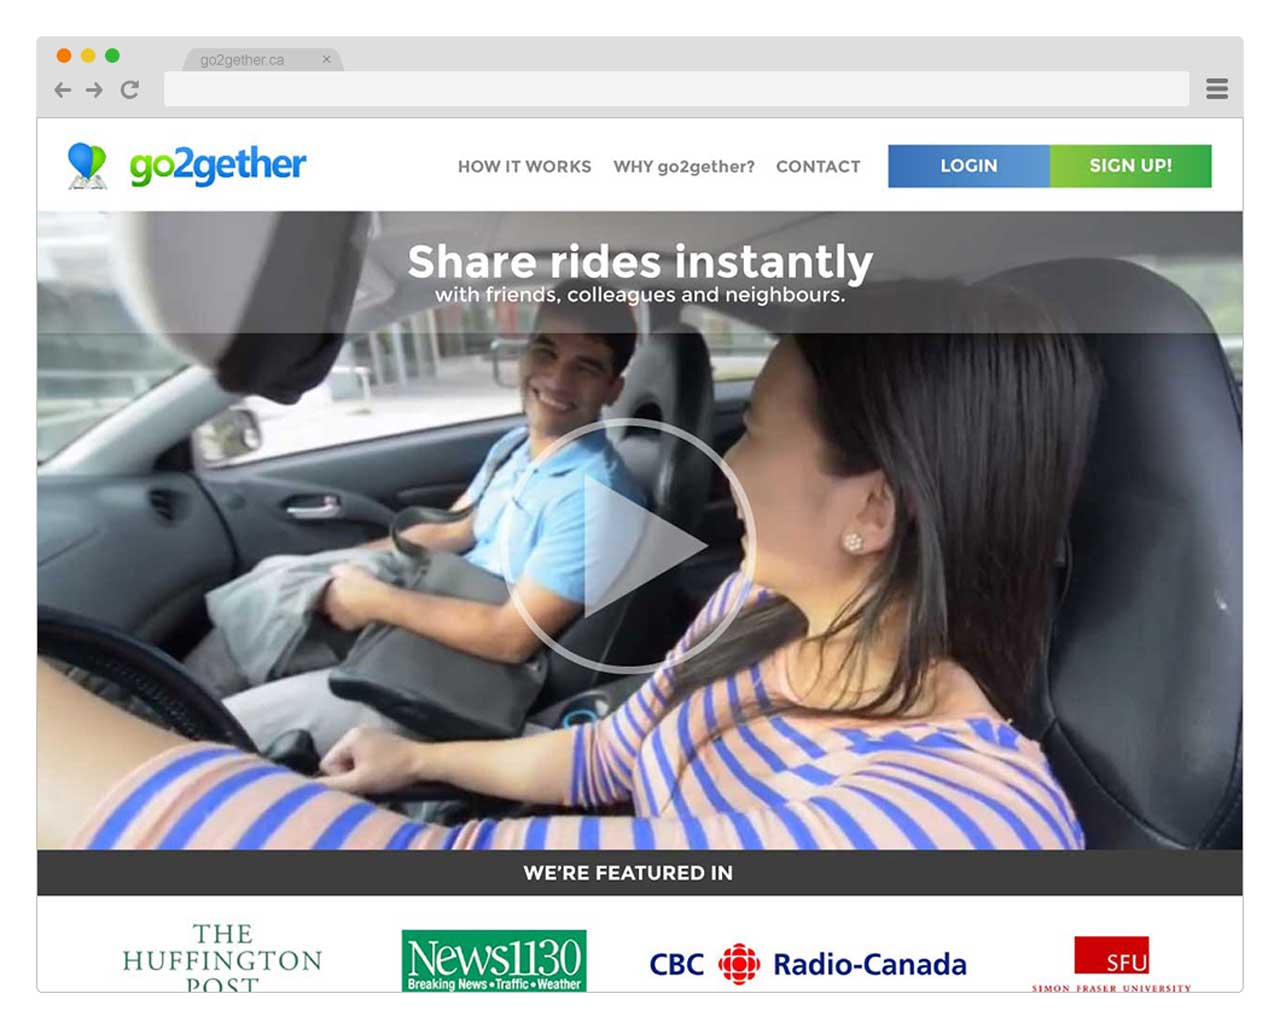 go2gether.ca
go2gether
HOW IT WORKS
WHY go2gether?
CONTACT
LOGIN
SIGN UP!
Share rides instantly
with friends, colleagues and neighbours.
WE'RE FEATURED IN
THE
HUFFINGTON
POST
News1130
Breaking News • Traffic • Weather
CBC Radio-Canada
SFU
SIMON FRASER UNIVERSITY